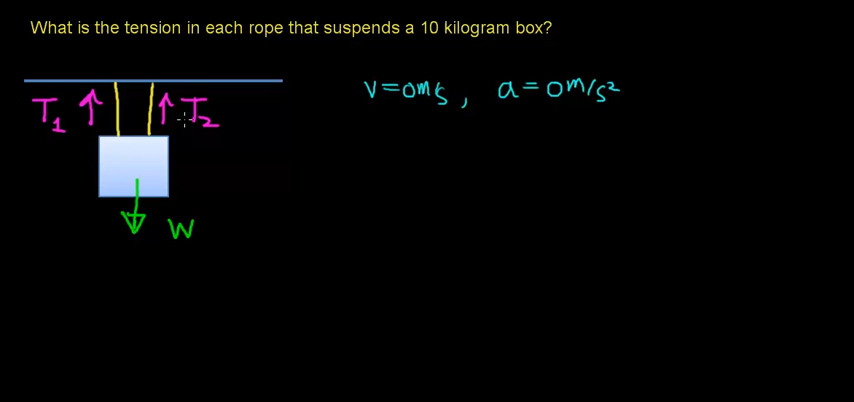 What is the tension in each rope that suspends a 10 kilogram box?
v=0m/s, a=0m/s²
T₁ T₂
W